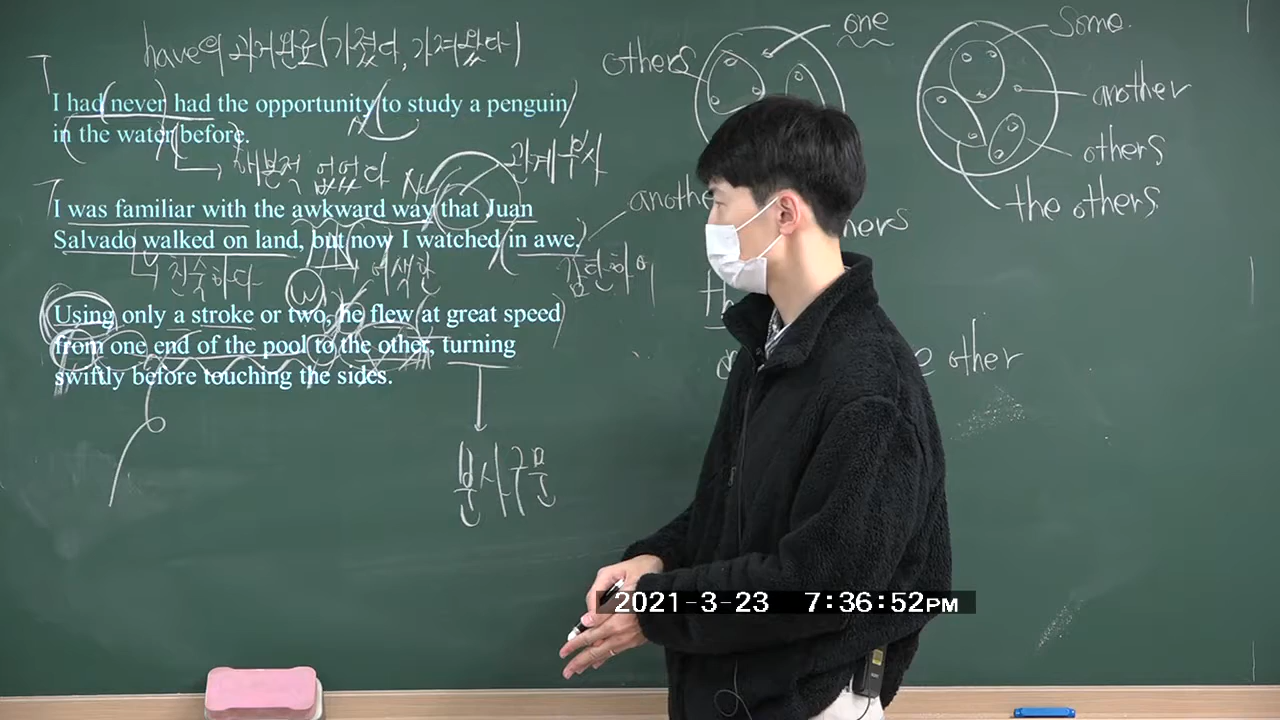 have의 과거완료(가졌다, 가져왔다)
I had never had the opportunity to study a penguin
in the water before.
해본적 없었다
관계부사
I was familiar with the awkward way that Juan
Salvado walked on land, but now I watched in awe.
친숙하다
어색한
감탄하여
Using only a stroke or two, he flew at great speed
from one end of the pool to the other, turning
swiftly before touching the sides.
분사구문
others
one
some
another
others
the others
other
2021-3-23 7:36:52PM